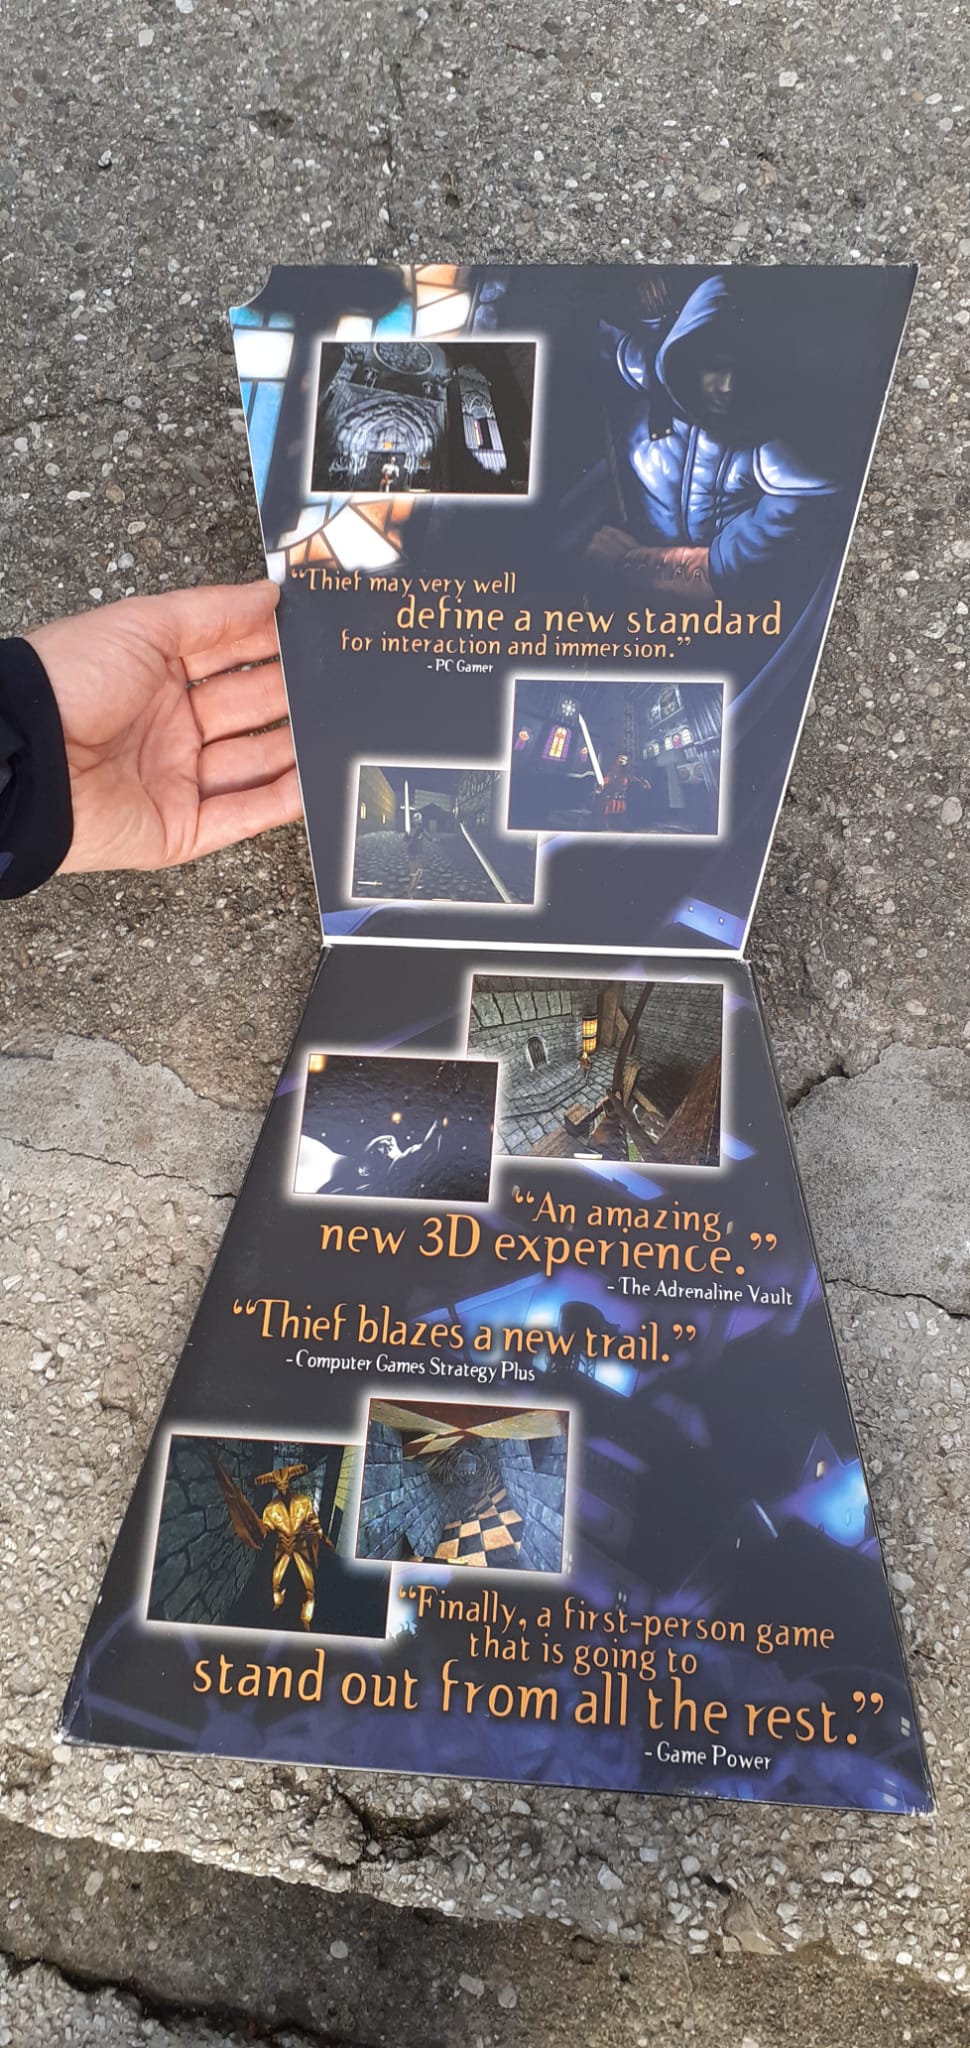 “Thief may very well
define a new standard
for interaction and immersion.”
- PC Gamer
“An amazing,
new 3D experience.”
- The Adrenaline Vault
“Thief blazes a new trail.”
- Computer Games Strategy Plus
“Finally, a first-person game
that is going to
stand out from all the rest.”
- Game Power